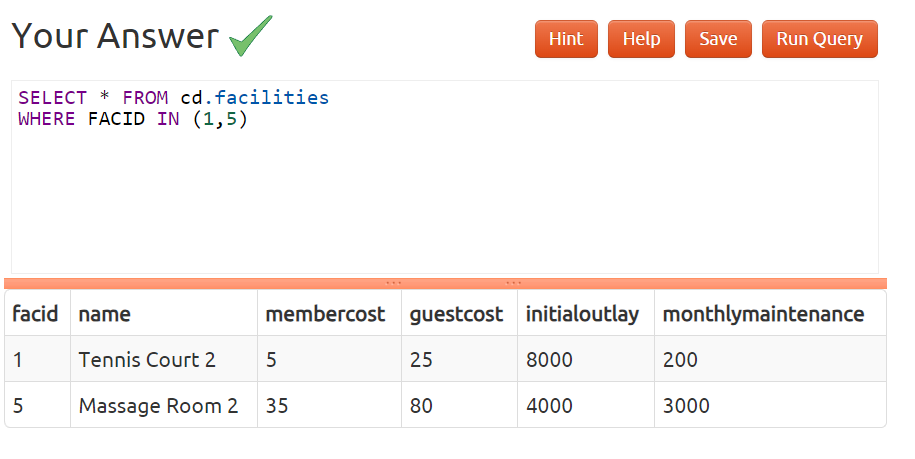 Your Answer
Hint Help Save Run Query
SELECT * FROM cd.facilities
WHERE FACID IN (1,5)
facid name membercost guestcost initialoutlay monthlymaintenance
1 Tennis Court 2 5 25 8000 200
5 Massage Room 2 35 80 4000 3000